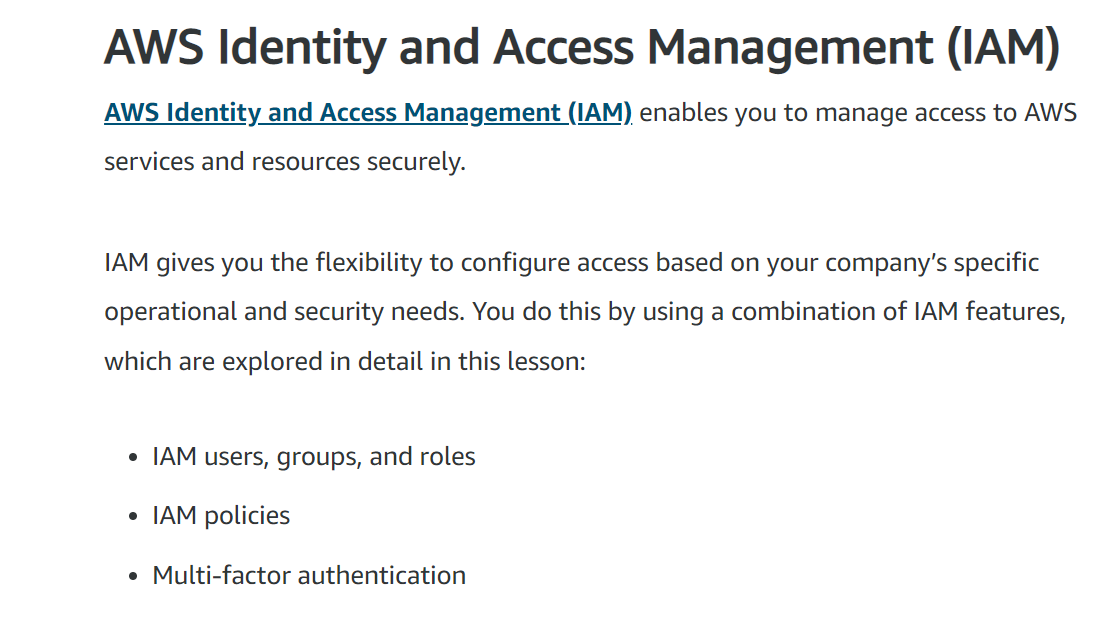 AWS Identity and Access Management (IAM)
AWS Identity and Access Management (IAM) enables you to manage access to AWS
services and resources securely.
IAM gives you the flexibility to configure access based on your company’s specific
operational and security needs. You do this by using a combination of IAM features,
which are explored in detail in this lesson:
• IAM users, groups, and roles
• IAM policies
• Multi-factor authentication